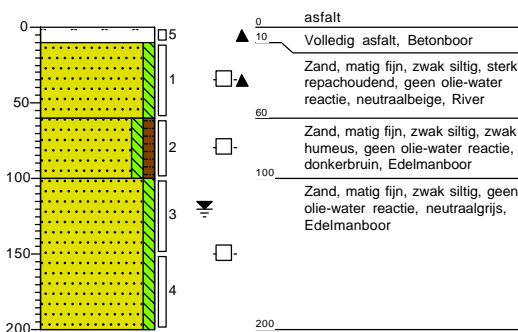 0
50
100
150
200
5
1
2
3
4
0
asfalt
10
Volledig asfalt, Betonboor
Zand, matig fijn, zwak siltig, sterk
repachoudend, geen olie-water
reactie, neutraalbeige, River
60
Zand, matig fijn, zwak siltig, zwak
humeus, geen olie-water reactie,
donkerbruin, Edelmanboor
100
Zand, matig fijn, zwak siltig, geen
olie-water reactie, neutraalgrijs,
Edelmanboor
200